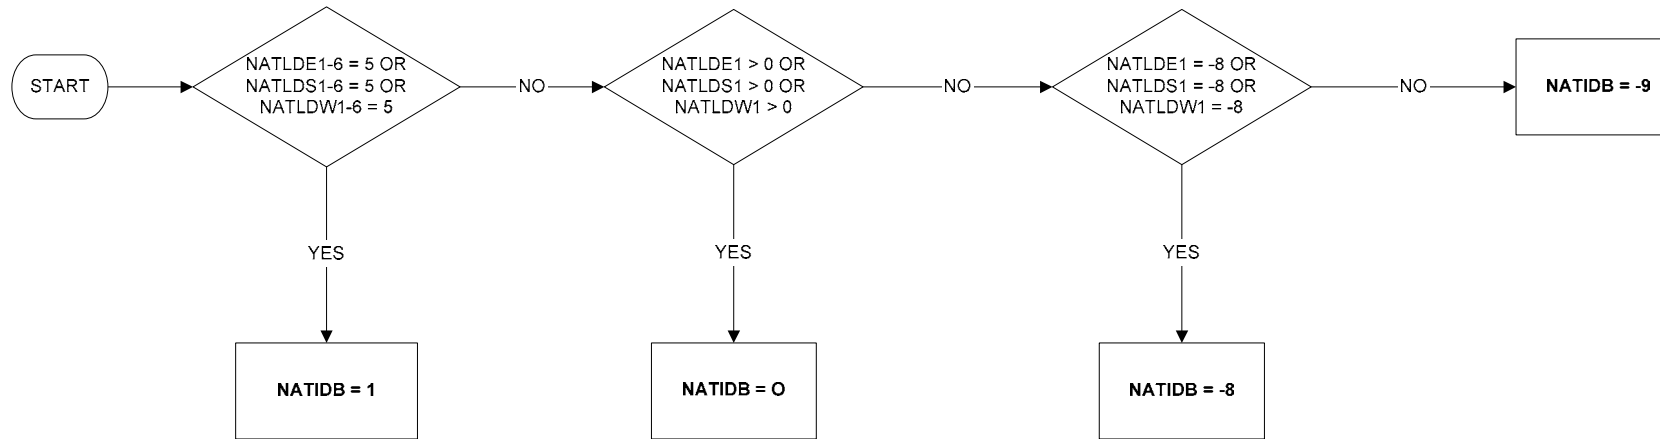 START
NATLDE1-6 = 5 OR
NATLDS1-6 = 5 OR
NATLDW1-6 = 5
NO
NATLDE1 > 0 OR
NATLDS1 > 0 OR
NATLDW1 > 0
NO
NATLDE1 = -8 OR
NATLDS1 = -8 OR
NATLDW1 = -8
NO
NATIDB = -9
YES
YES
YES
NATIDB = 1
NATIDB = O
NATIDB = -8